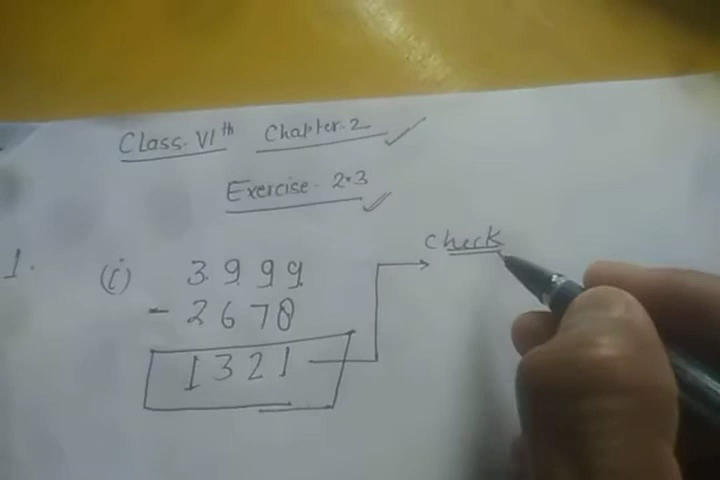 Class. VIth Chapter. 2
Exercise - 2.3
1. (i) 3999
- 2678
1321
Check